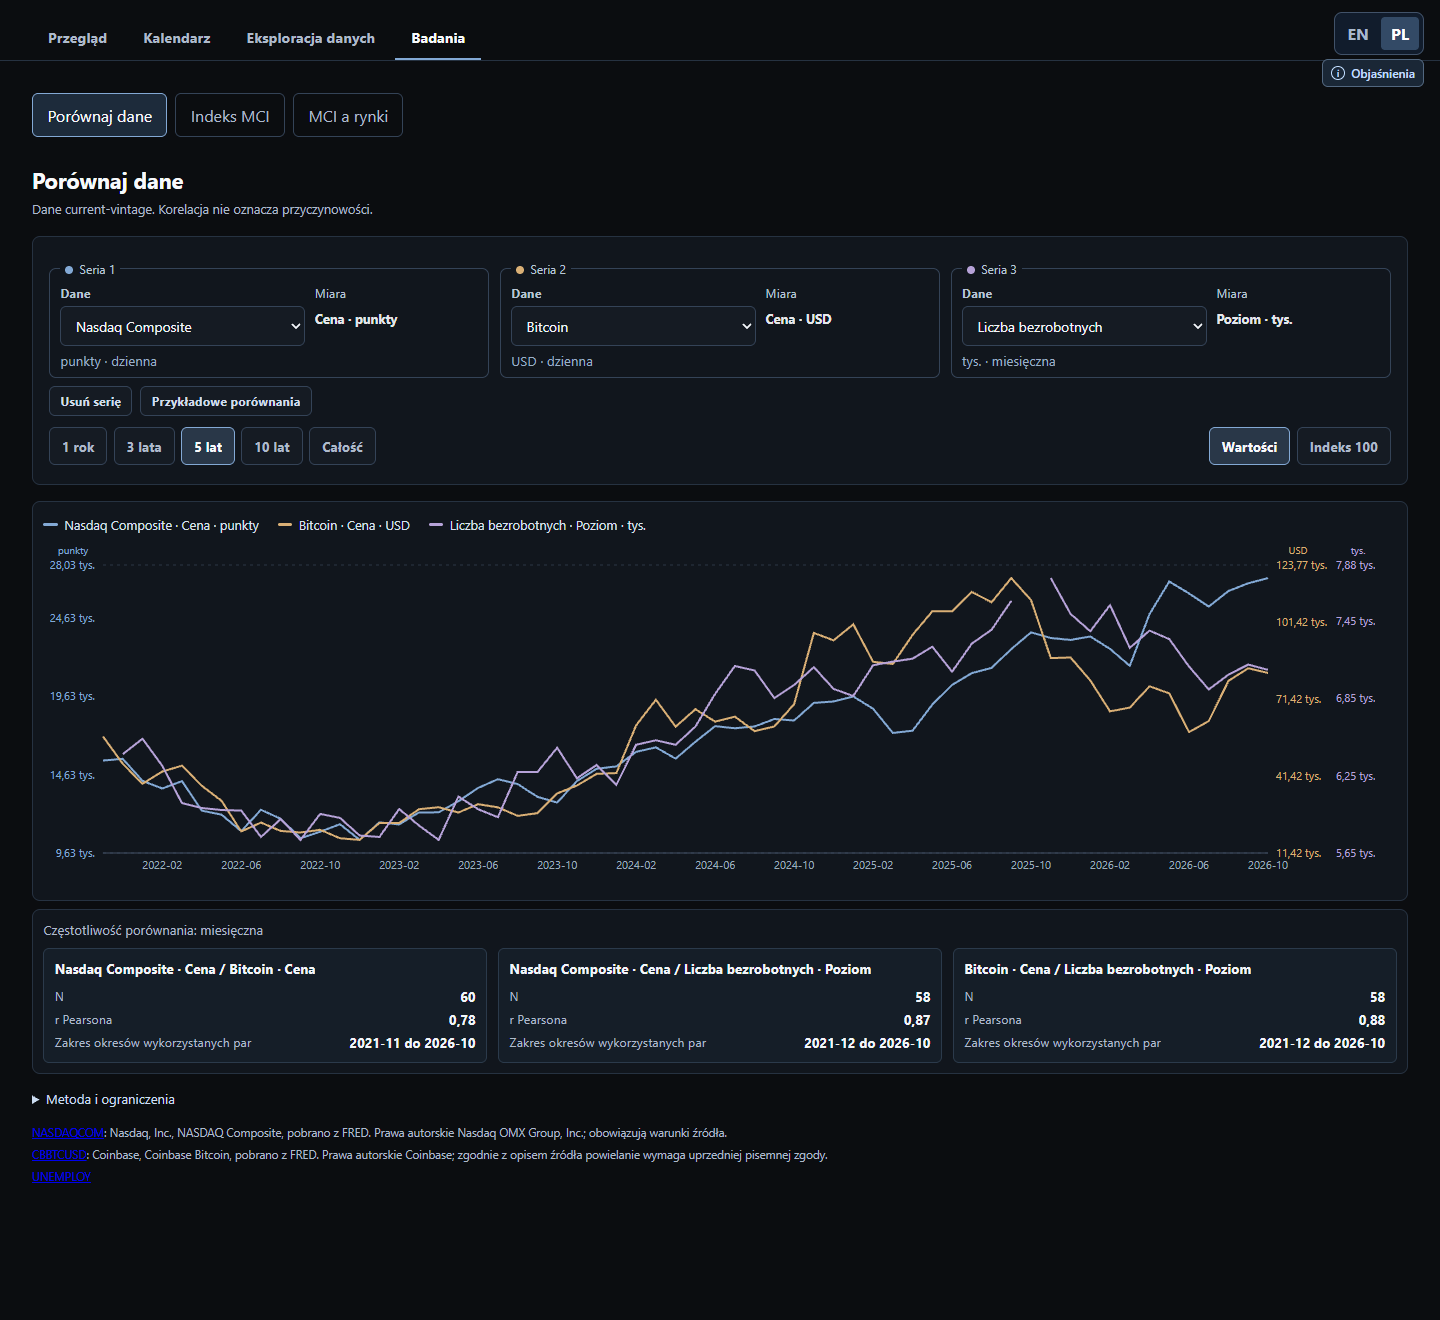 Przegląd Kalendarz Eksploracja danych Badania EN PL
Objaśnienia
Porównaj dane Indeks MCI MCI a rynki
Porównaj dane
Dane current-vintage. Korelacja nie oznacza przyczynowości.
Seria 1 Seria 2 Seria 3
Dane Miara Dane Miara Dane Miara
Nasdaq Composite Cena · punkty Bitcoin Cena · USD Liczba bezrobotnych Poziom · tys.
punkty · dzienna USD · dzienna tys. · miesięczna
Usuń serię Przykładowe porównania
1 rok 3 lata 5 lat 10 lat Całość Wartości Indeks 100
Nasdaq Composite · Cena · punkty Bitcoin · Cena · USD Liczba bezrobotnych · Poziom · tys.
punkty USD tys.
28,03 tys. 123,77 tys. 7,88 tys.
24,63 tys. 101,42 tys. 7,45 tys.
19,63 tys. 71,42 tys. 6,85 tys.
14,63 tys. 41,42 tys. 6,25 tys.
9,63 tys. 11,42 tys. 5,65 tys.
2022-02 2022-06 2022-10 2023-02 2023-06 2023-10 2024-02 2024-06 2024-10 2025-02 2025-06 2025-10 2026-02 2026-06 2026-10
Częstotliwość porównania: miesięczna
Nasdaq Composite · Cena / Bitcoin · Cena
N 60
r Pearsona 0,78
Zakres okresów wykorzystanych par 2021-11 do 2026-10
Nasdaq Composite · Cena / Liczba bezrobotnych · Poziom
N 58
r Pearsona 0,87
Zakres okresów wykorzystanych par 2021-12 do 2026-10
Bitcoin · Cena / Liczba bezrobotnych · Poziom
N 58
r Pearsona 0,88
Zakres okresów wykorzystanych par 2021-12 do 2026-10
Metoda i ograniczenia
NASDAQCOM: Nasdaq, Inc., NASDAQ Composite, pobrano z FRED. Prawa autorskie Nasdaq OMX Group, Inc.; obowiązują warunki źródła.
CBBTCUSD: Coinbase, Coinbase Bitcoin, pobrano z FRED. Prawa autorskie Coinbase; zgodnie z opisem źródła powielanie wymaga uprzedniej pisemnej zgody.
UNEMPLOY